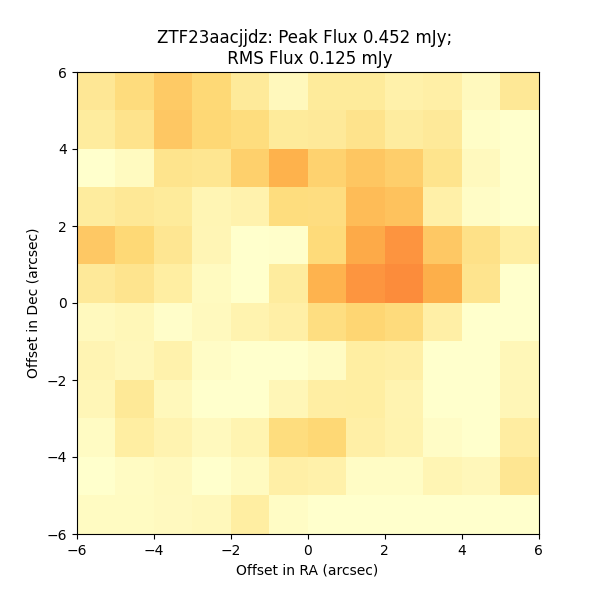 ZTF23aacjjdz: Peak Flux 0.452 mJy;
RMS Flux 0.125 mJy
6
4
2
0
−2
−4
−6
Offset in Dec (arcsec)
−6 −4 −2 0 2 4 6
Offset in RA (arcsec)